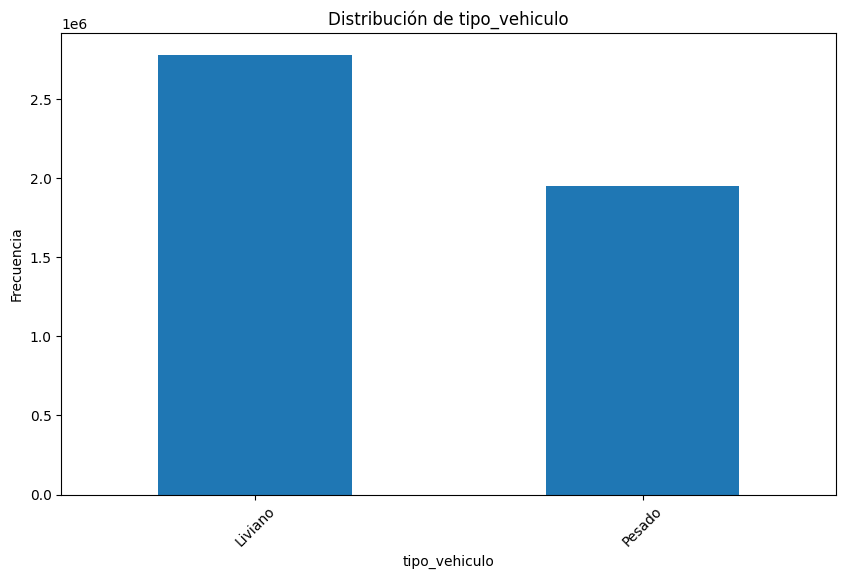 Distribución de tipo_vehiculo
1e6
2.5
2.0
1.5
1.0
0.5
0.0
Frecuencia
Liviano
Pesado
tipo_vehiculo